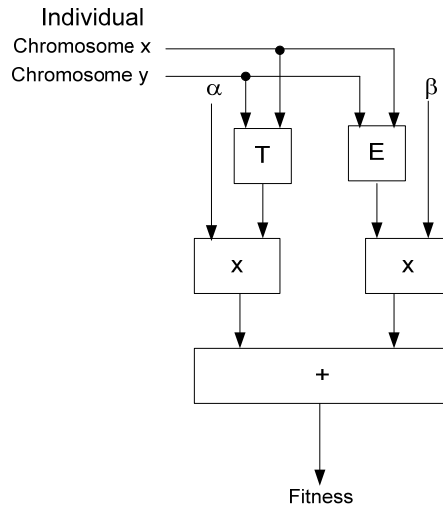 Individual
Chromosome x
Chromosome y
α
β
T
E
x
x
+
Fitness